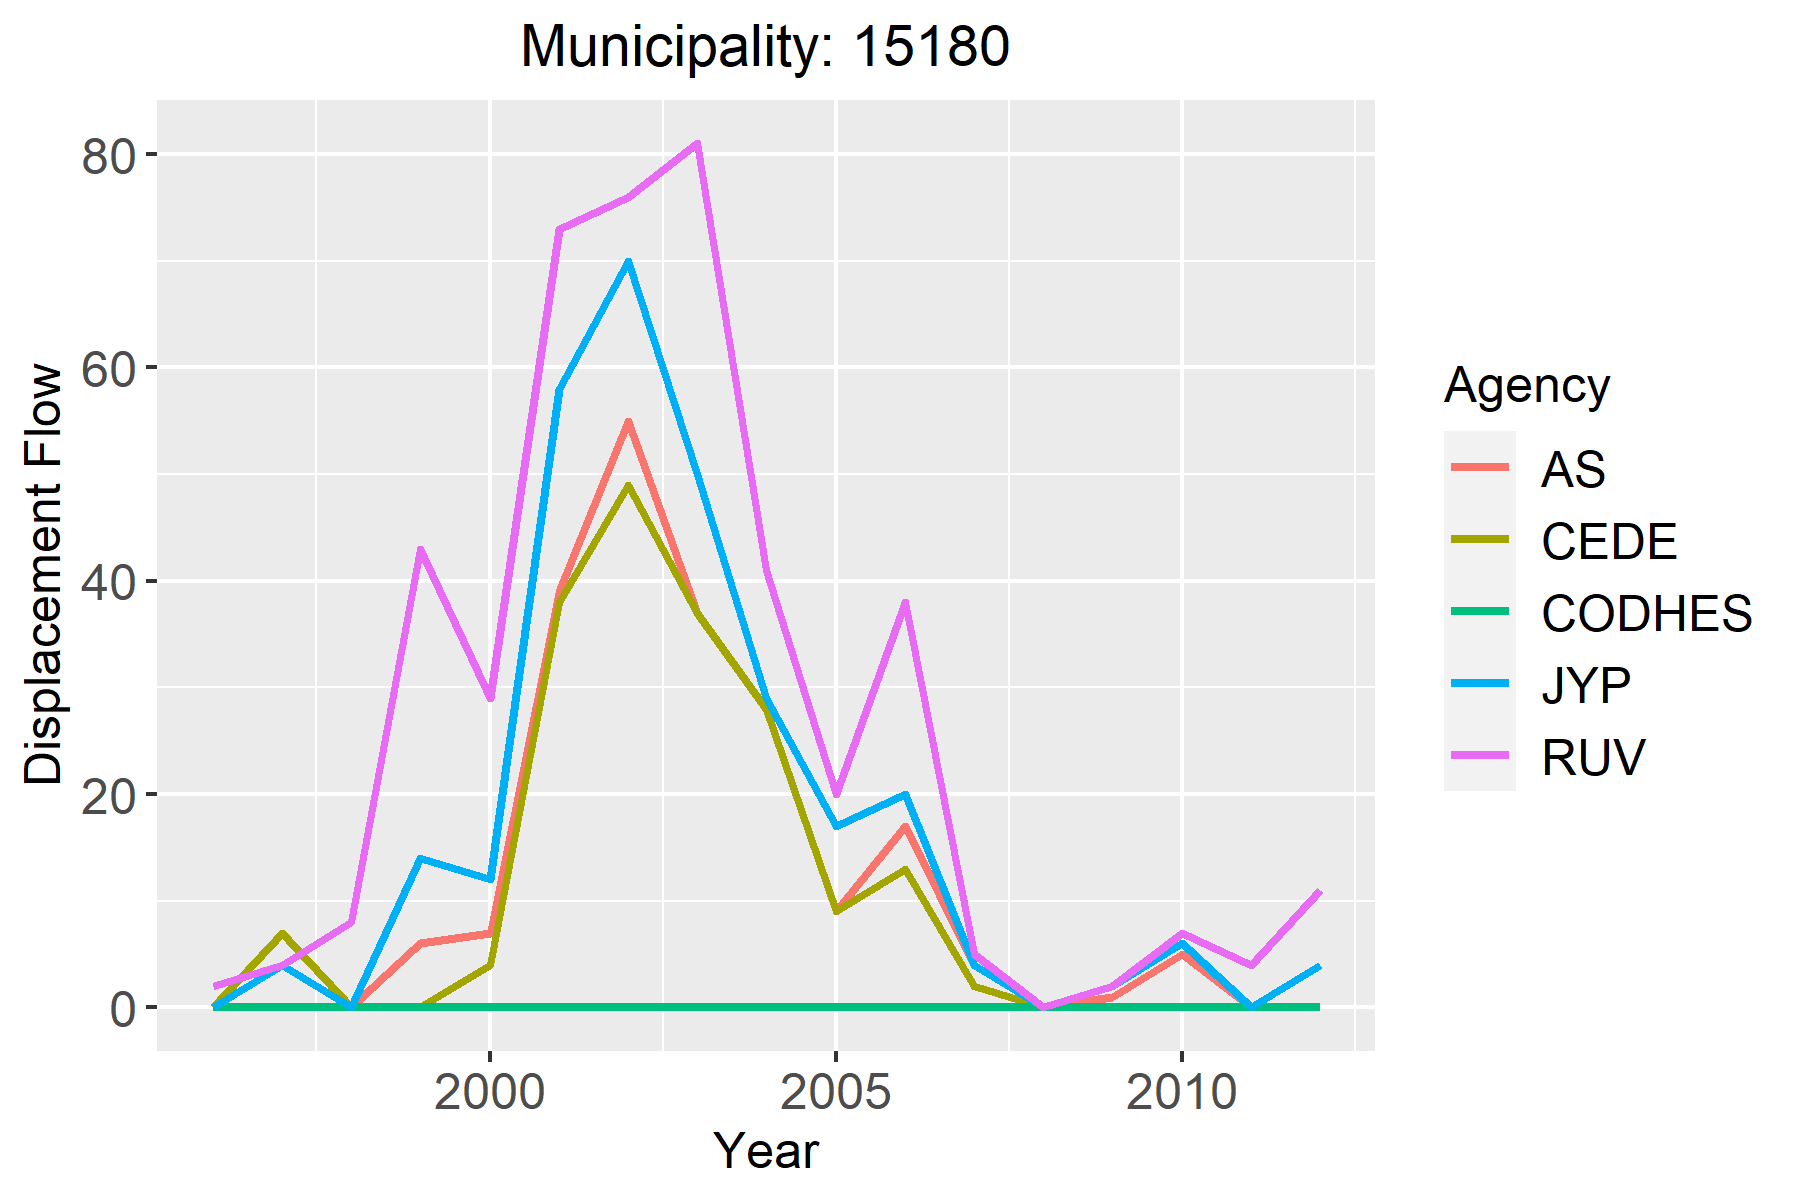 Municipality: 15180
Displacement Flow
80
60
40
20
0
2000 2005 2010
Year
Agency
AS
CEDE
CODHES
JYP
RUV